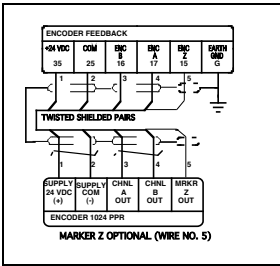 ENCODER FEEDBACK
+24 VDC COM ENC B ENC A ENC Z EARTH GND
35 25 16 17 15 G
1 2 3 4 5
TWISTED SHIELDED PAIRS
1 2 3 4 5
SUPPLY 24 VDC (+) SUPPLY COM (-) CHNL A OUT CHNL B OUT MRKR Z OUT
ENCODER 1024 PPR
MARKER Z OPTIONAL (WIRE NO. 5)